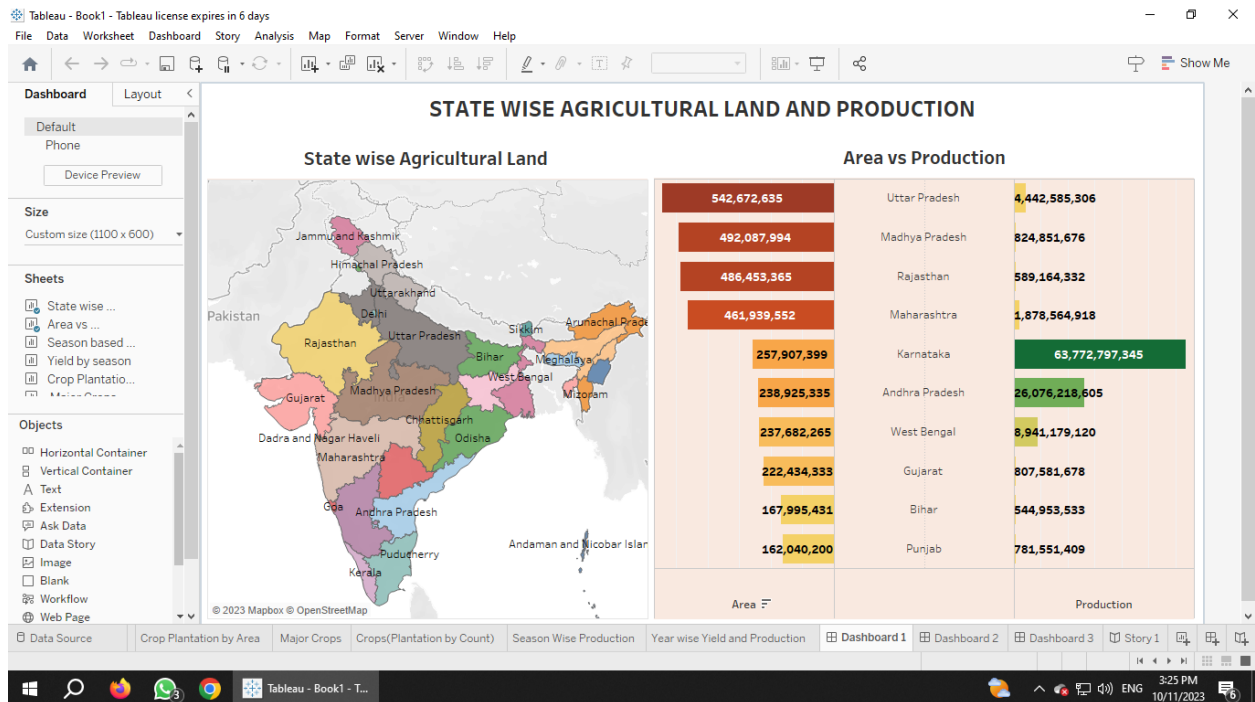 Tableau - Book1 - Tableau license expires in 6 days
File Data Worksheet Dashboard Story Analysis Map Format Server Window Help
Show Me
Dashboard Layout
Default
Phone
Device Preview
Size
Custom size (1100 x 600)
Sheets
State wise ...
Area vs ...
Season based ...
Yield by season
Crop Plantatio...
Objects
Horizontal Container
Vertical Container
Text
Extension
Ask Data
Data Story
Image
Blank
Workflow
Web Page
STATE WISE AGRICULTURAL LAND AND PRODUCTION
State wise Agricultural Land
Jammu and Kashmir
Himachal Pradesh
Uttarakhand
Pakistan
Delhi
Sikkim
Arunachal Prade
Rajasthan
Uttar Pradesh
Bihar
Meghalaya
West Bengal
Gujarat
Madhya Pradesh
Mizoram
Chhattisgarh
Dadra and Nagar Haveli
Odisha
Maharashtra
Goa
Andhra Pradesh
Andaman and Nicobar Islar
Puducherry
Kerala
© 2023 Mapbox © OpenStreetMap
Area vs Production
542,672,635 Uttar Pradesh 4,442,585,306
492,087,994 Madhya Pradesh 824,851,676
486,453,365 Rajasthan 589,164,332
461,939,552 Maharashtra 1,878,564,918
257,907,399 Karnataka 63,772,797,345
238,925,335 Andhra Pradesh 26,076,218,605
237,682,265 West Bengal 8,941,179,120
222,434,333 Gujarat 807,581,678
167,995,431 Bihar 544,953,533
162,040,200 Punjab 781,551,409
Area Production
Data Source Crop Plantation by Area Major Crops Crops(Plantation by Count) Season Wise Production Year wise Yield and Production Dashboard 1 Dashboard 2 Dashboard 3 Story 1
3
Tableau - Book1 - T...
ENG
3:25 PM
10/11/2023
6